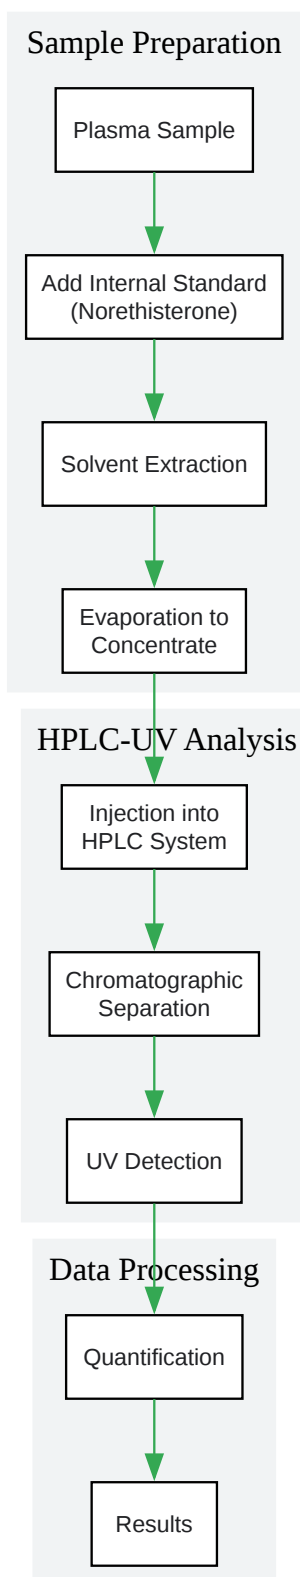 Sample Preparation
Plasma Sample
Add Internal Standard
(Norethisterone)
Solvent Extraction
Evaporation to
Concentrate
HPLC-UV Analysis
Injection into
HPLC System
Chromatographic
Separation
UV Detection
Data Processing
Quantification
Results